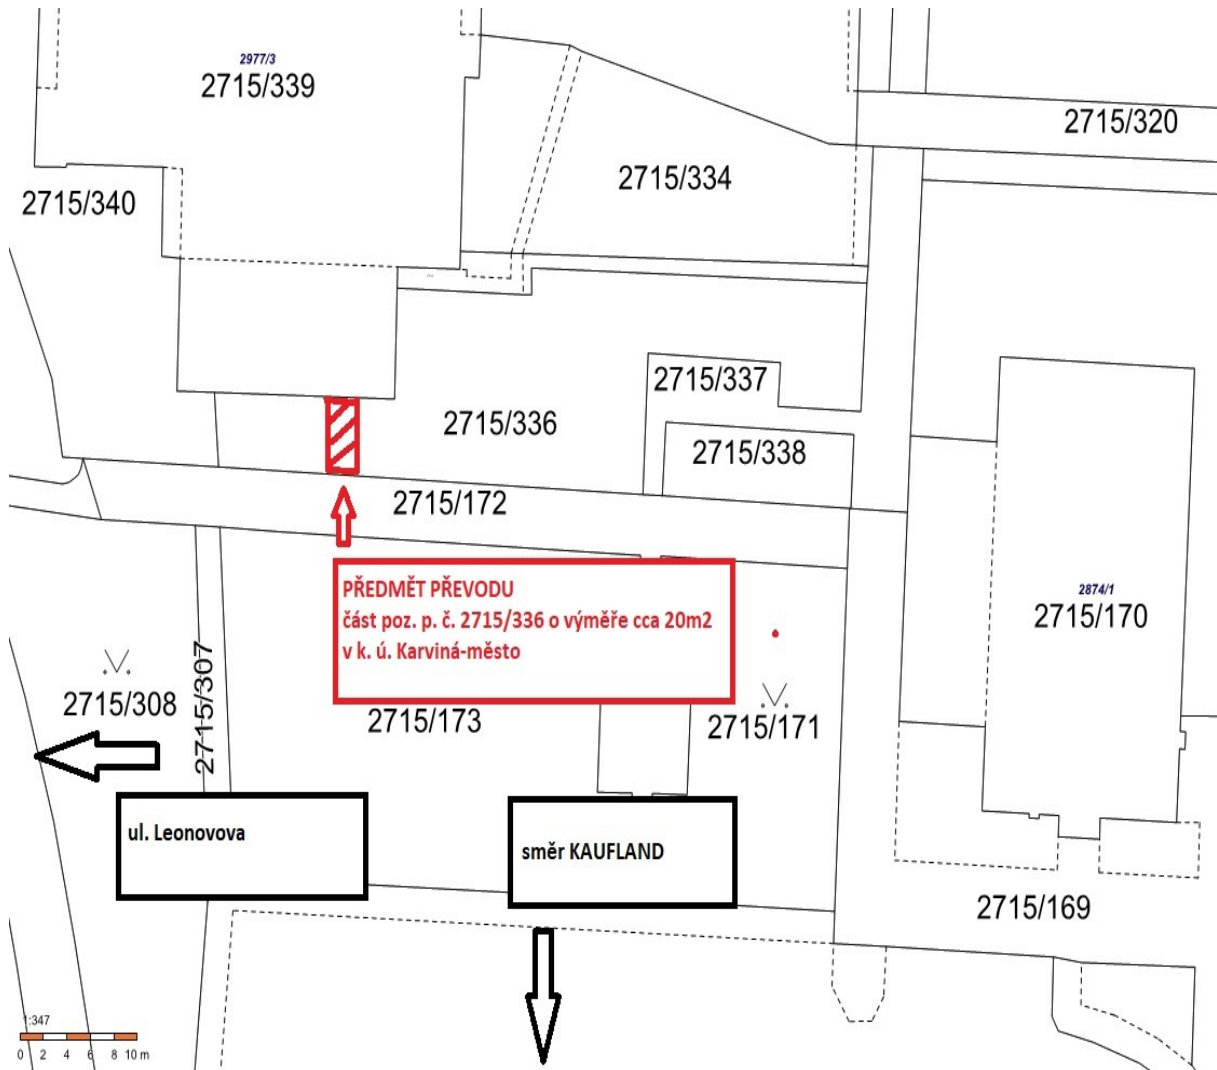 2977/3
2715/339
2715/320
2715/334
2715/340
2715/337
2715/336
2715/338
2715/172
PŘEDMĚT PŘEVODU
část poz. p. č. 2715/336 o výměře cca 20m2
v k. ú. Karviná-město
2874/1
2715/170
2715/307
2715/308
2715/173
2715/171
ul. Leonovova
směr KAUFLAND
2715/169
1:347
0 2 4 6 8 10 m